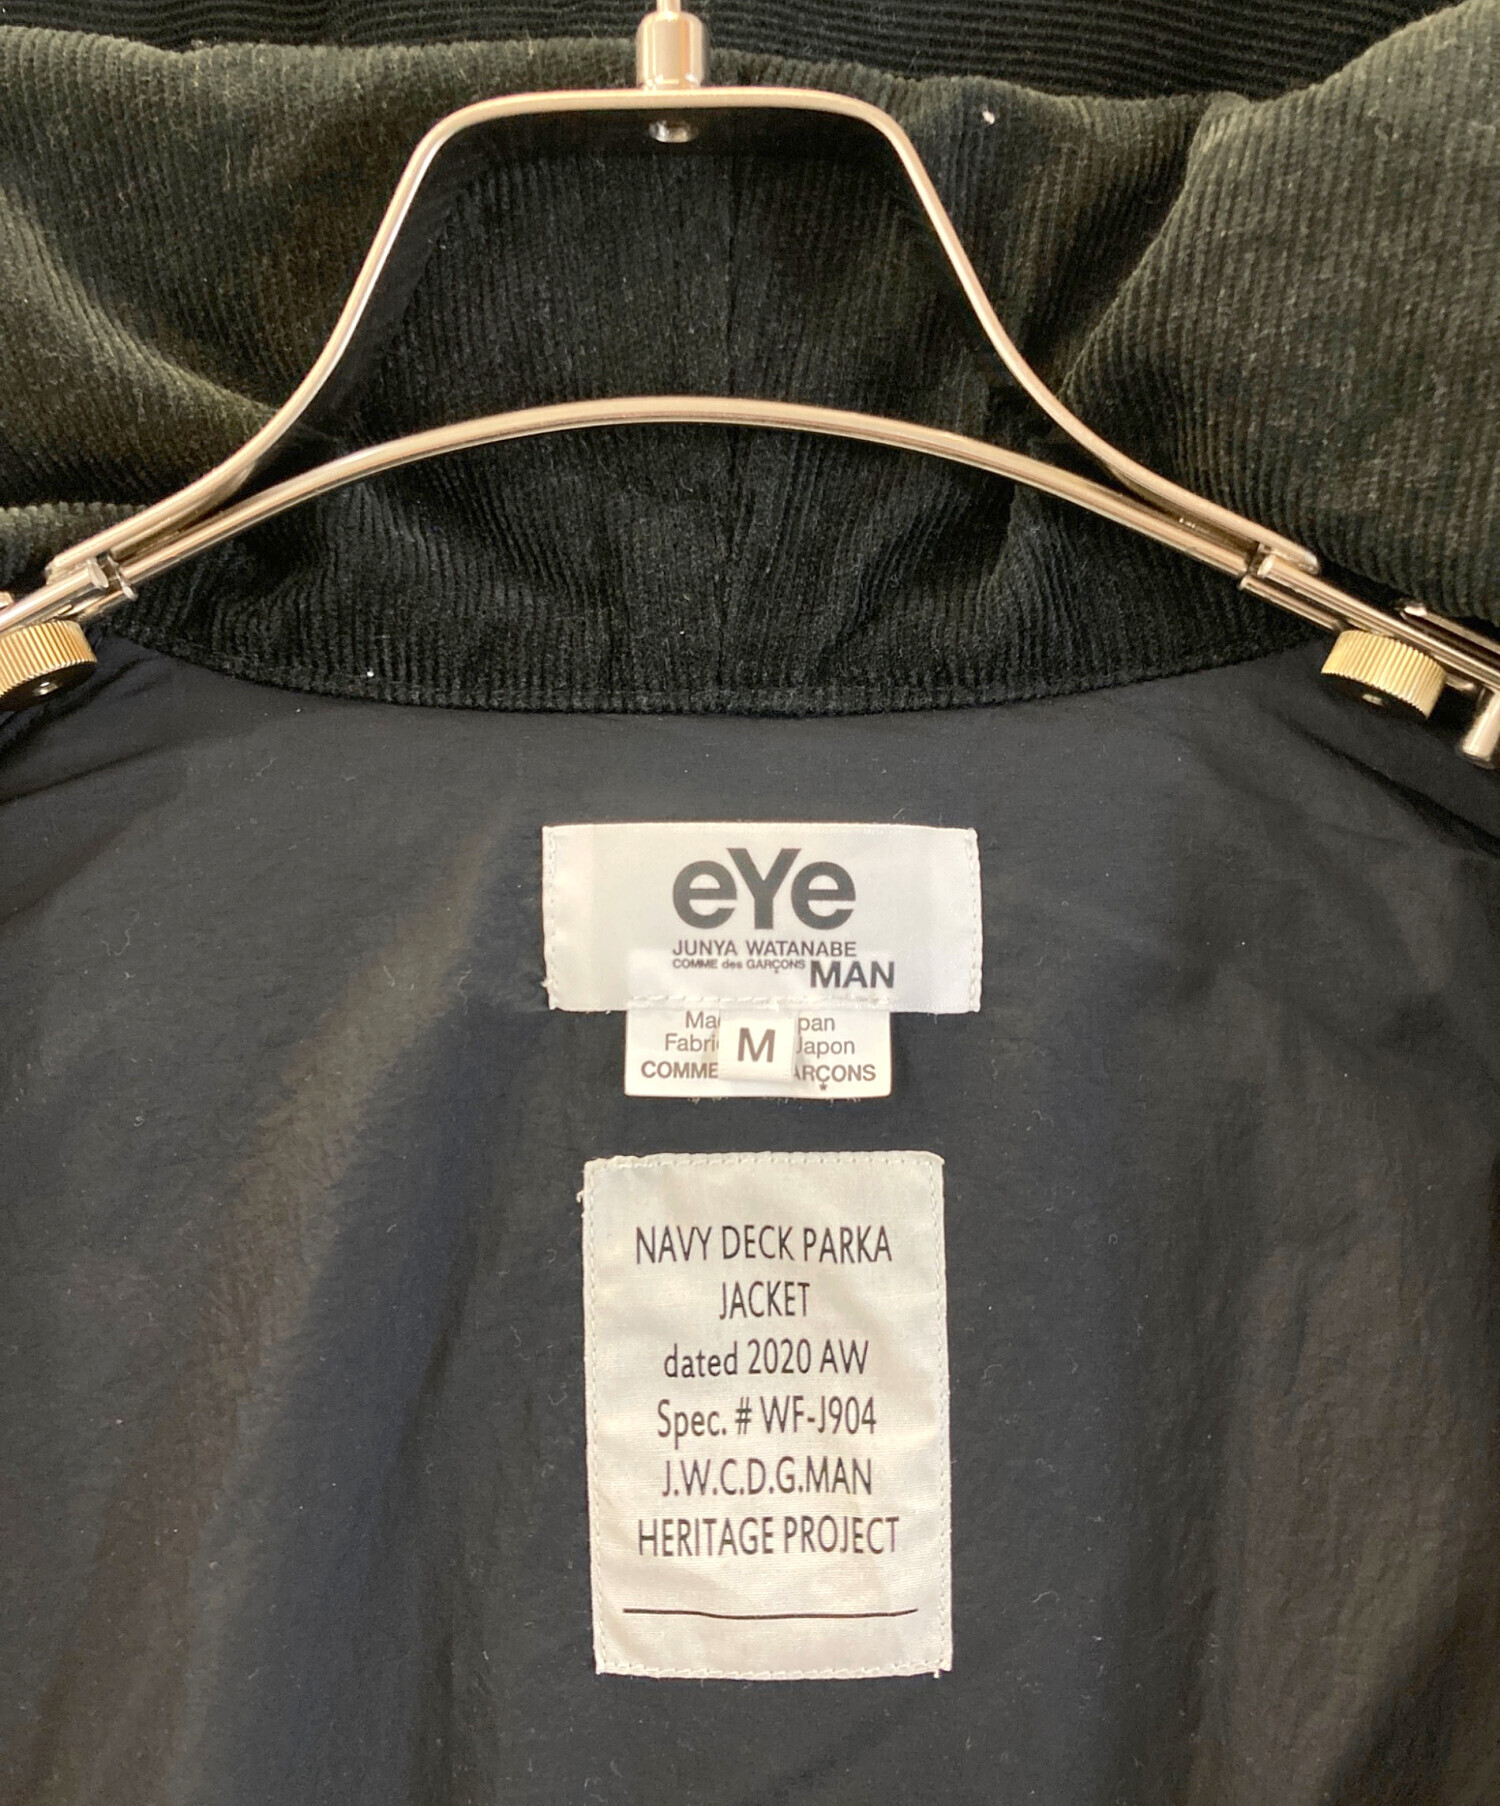 eYe
JUNYA WATANABE
COMME des GARÇONS MAN
M
COMME
NAVY DECK PARKA
JACKET
dated 2020 AW
Spec. # WF-J904
J.W.C.D.G.MAN
HERITAGE PROJECT